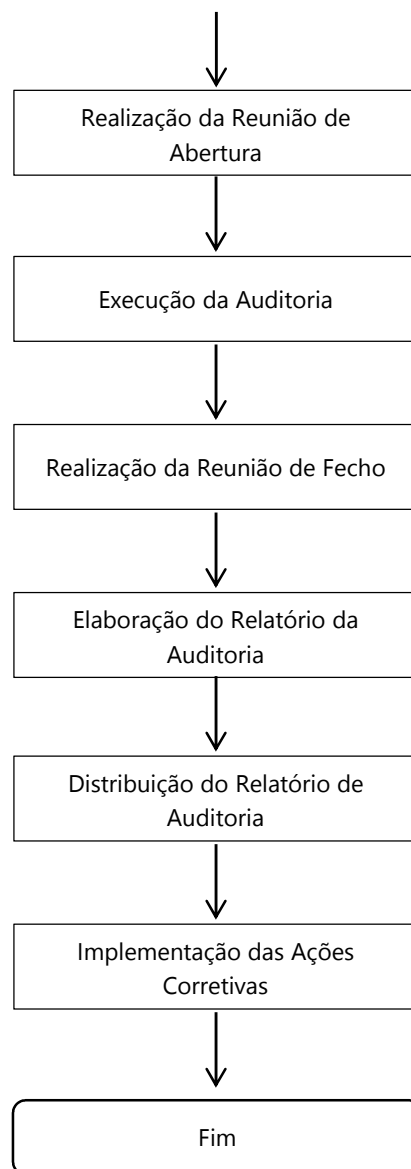 Realização da Reunião de
Abertura
Execução da Auditoria
Realização da Reunião de Fecho
Elaboração do Relatório da
Auditoria
Distribuição do Relatório de
Auditoria
Implementação das Ações
Corretivas
Fim